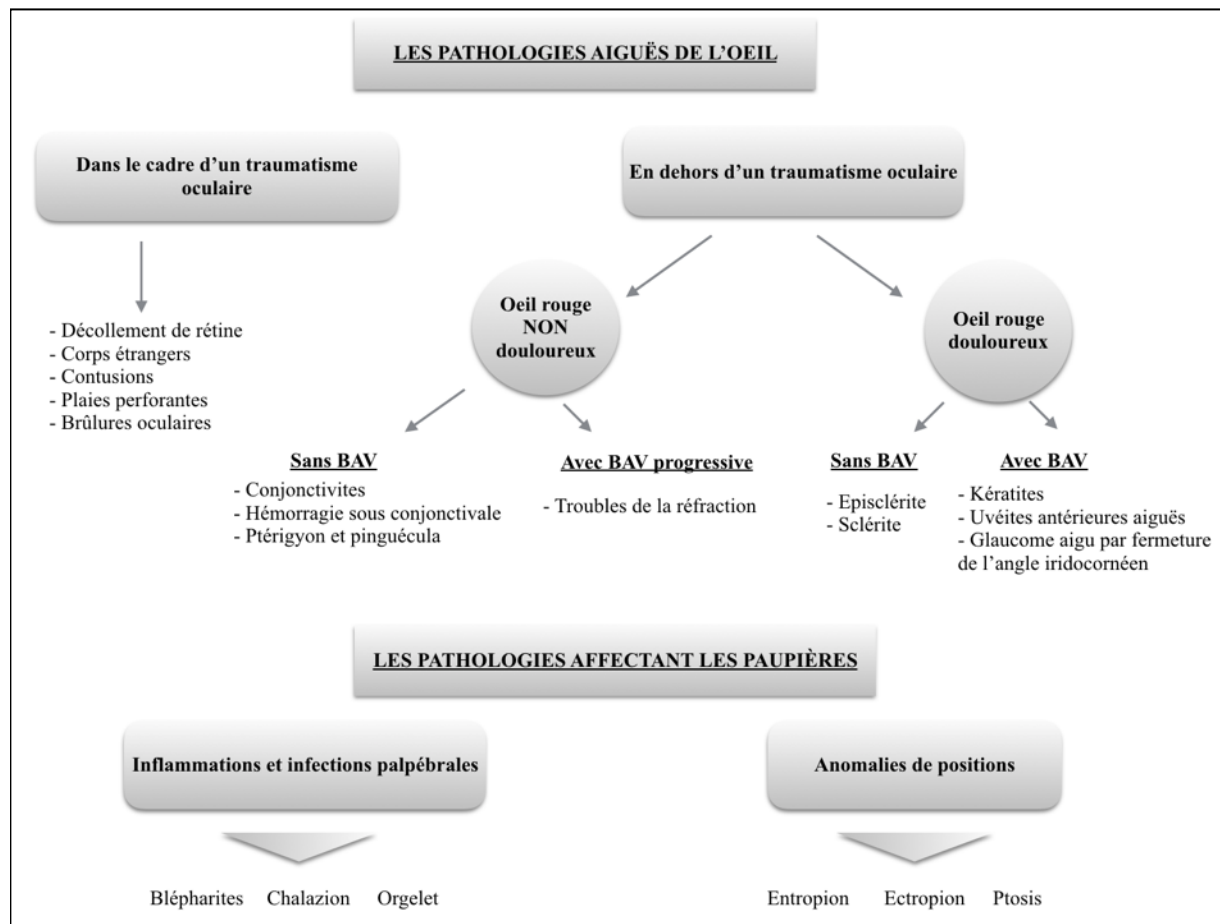 LES PATHOLOGIES AIGUËS DE L'OEIL
Dans le cadre d'un traumatisme
oculaire
- Décollement de rétine
- Corps étrangers
- Contusions
- Plaies perforantes
- Brûlures oculaires
En dehors d'un traumatisme oculaire
Oeil rouge
NON
douloureux
Sans BAV
- Conjonctivites
- Hémorragie sous conjonctivale
- Ptérigyon et pinguécula
Avec BAV progressive
- Troubles de la réfraction
Oeil rouge
douloureux
Sans BAV
- Episclérite
- Sclérite
Avec BAV
- Kératites
- Uvéites antérieures aiguës
- Glaucome aigu par fermeture
de l'angle iridocornéen
LES PATHOLOGIES AFFECTANT LES PAUPIÈRES
Inflammations et infections palpébrales
Blépharites Chalazion Orgelet
Anomalies de positions
Entropion Ectropion Ptosis